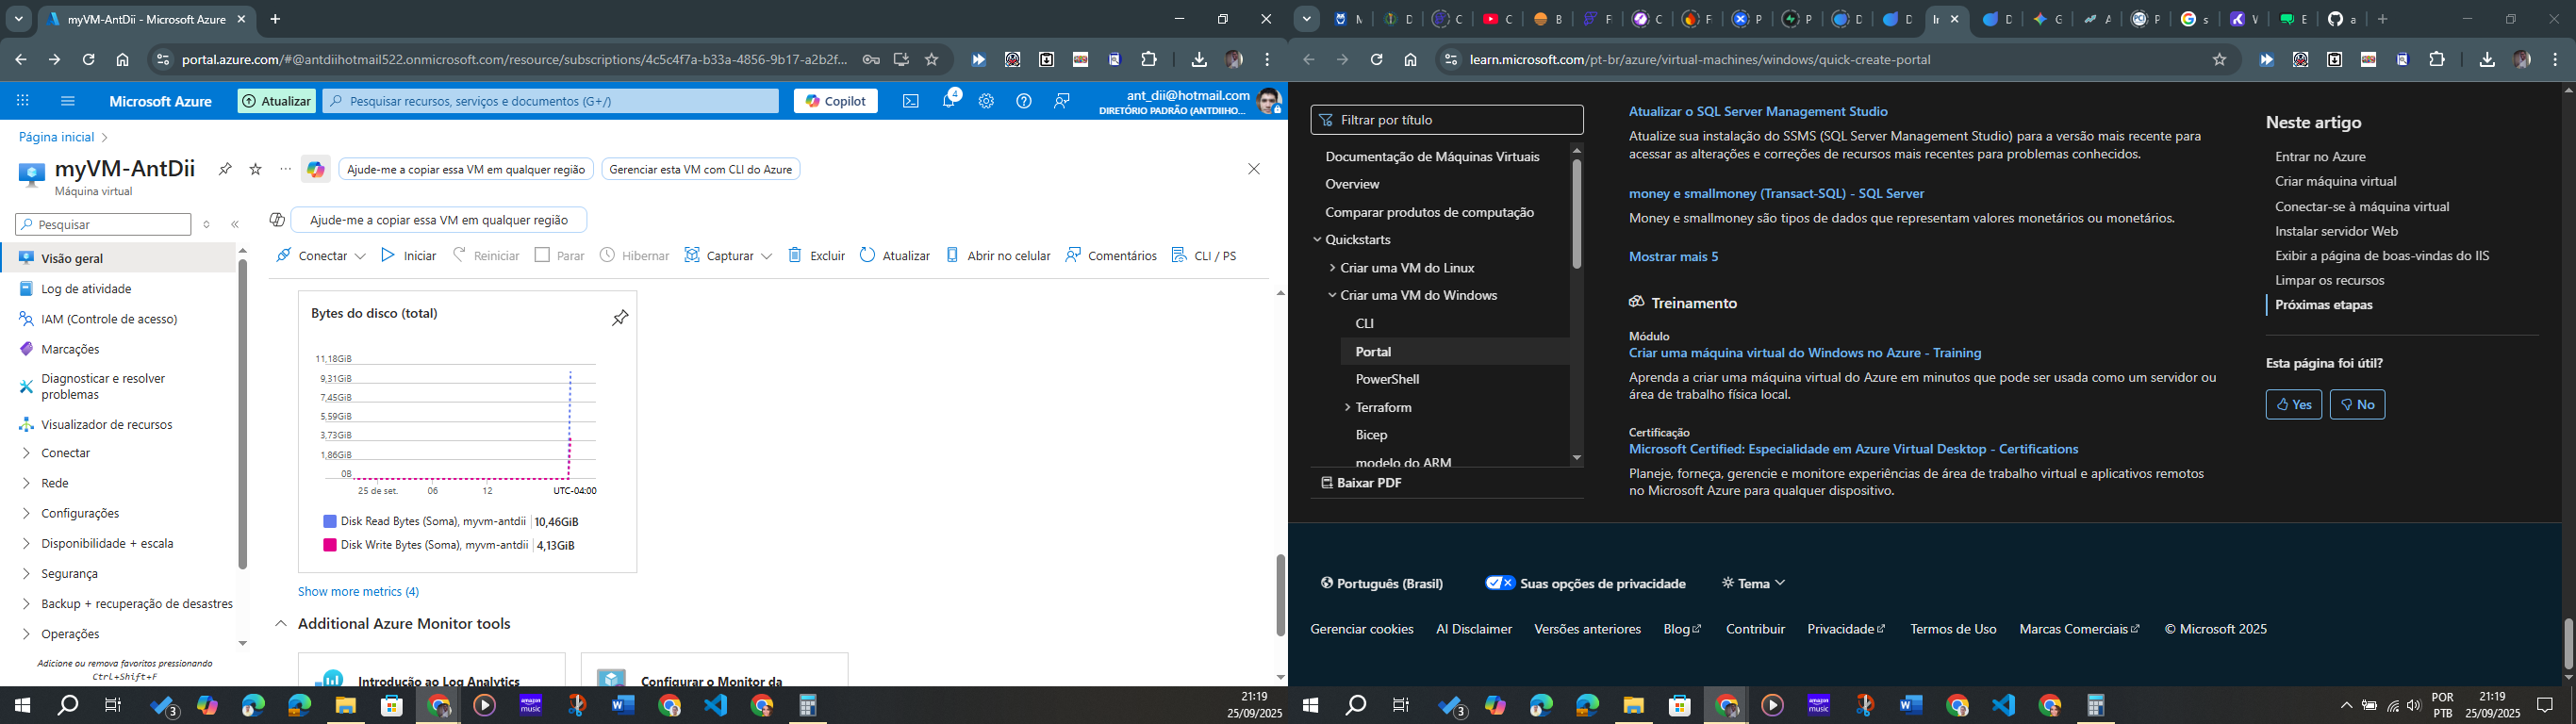 myVM-AntDii - Microsoft Azure
portal.azure.com/#@antdiihotmail522.onmicrosoft.com/resource/subscriptions/4c5c4f7a-b33a-4856-9b17-a2b2f...
Microsoft Azure
Atualizar
Pesquisar recursos, serviços e documentos (G+/)
Copilot
4
ant_dii@hotmail.com
DIRETÓRIO PADRÃO (ANTDIIHO...
Página inicial
myVM-AntDii
Máquina virtual
Ajude-me a copiar essa VM em qualquer região
Gerenciar esta VM com CLI do Azure
Pesquisar
Visão geral
Log de atividade
IAM (Controle de acesso)
Marcações
Diagnosticar e resolver
problemas
Visualizador de recursos
Conectar
Rede
Configurações
Disponibilidade + escala
Segurança
Backup + recuperação de desastres
Operações
Adicione ou remova favoritos pressionando
Ctrl+Shift+F
Ajude-me a copiar essa VM em qualquer região
Conectar
Iniciar
Reiniciar
Parar
Hibernar
Capturar
Excluir
Atualizar
Abrir no celular
Comentários
CLI / PS
Bytes do disco (total)
11,18GiB
9,31GiB
7,45GiB
5,59GiB
3,73GiB
1,86GiB
0B
25 de set.
06
12
UTC-04:00
Disk Read Bytes (Soma), myvm-antdii
10,46GiB
Disk Write Bytes (Soma), myvm-antdii
4,13GiB
Show more metrics (4)
Additional Azure Monitor tools
Introdução ao Log Analytics
Configurar o Monitor da
3
21:19
25/09/2025
learn.microsoft.com/pt-br/azure/virtual-machines/windows/quick-create-portal
Filtrar por título
Documentação de Máquinas Virtuais
Overview
Comparar produtos de computação
Quickstarts
Criar uma VM do Linux
Criar uma VM do Windows
CLI
Portal
PowerShell
Terraform
Bicep
modelo do ARM
Baixar PDF
Atualizar o SQL Server Management Studio
Atualize sua instalação do SSMS (SQL Server Management Studio) para a versão mais recente para
acessar as alterações e correções de recursos mais recentes para problemas conhecidos.
money e smallmoney (Transact-SQL) - SQL Server
Money e smallmoney são tipos de dados que representam valores monetários ou monetários.
Mostrar mais 5
Treinamento
Módulo
Criar uma máquina virtual do Windows no Azure - Training
Aprenda a criar uma máquina virtual do Azure em minutos que pode ser usada como um servidor ou
área de trabalho física local.
Certificação
Microsoft Certified: Especialidade em Azure Virtual Desktop - Certifications
Planeje, forneça, gerencie e monitore experiências de área de trabalho virtual e aplicativos remotos
no Microsoft Azure para qualquer dispositivo.
Neste artigo
Entrar no Azure
Criar máquina virtual
Conectar-se à máquina virtual
Instalar servidor Web
Exibir a página de boas-vindas do IIS
Limpar os recursos
Próximas etapas
Esta página foi útil?
Yes
No
Português (Brasil)
Suas opções de privacidade
Tema
Gerenciar cookies
AI Disclaimer
Versões anteriores
Blog
Contribuir
Privacidade
Termos de Uso
Marcas Comerciais
© Microsoft 2025
3
POR
PTB
21:19
25/09/2025